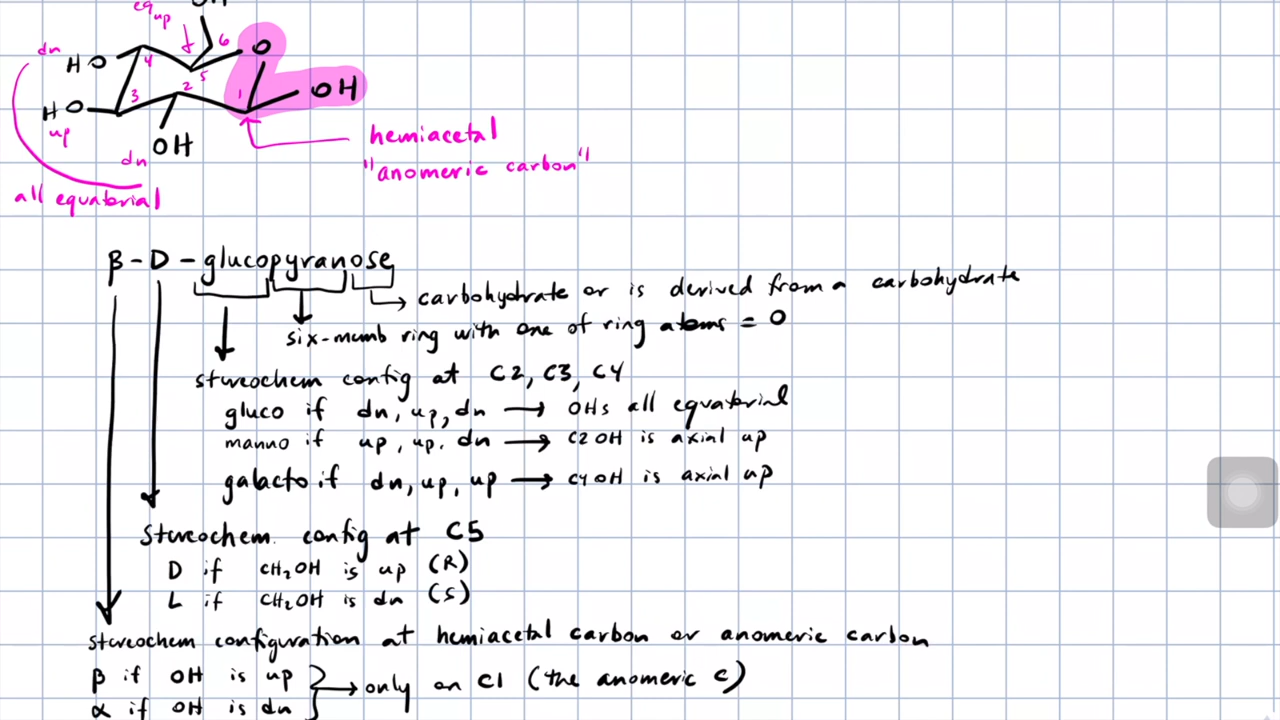 OH
eq
up
6
O
dn
HO
4
5
2
3
1
OH
HO
up
OH
dn
hemiacetal
"anomeric carbon"
all equatorial
β-D-glucopyranose
carbohydrate or is derived from a carbohydrate
six-memb ring with one of ring atoms = O
stereochem config at C2, C3, C4
gluco if dn, up, dn → OHs all equatorial
manno if up, up, dn → C2 OH is axial up
galacto if dn, up, up → C4 OH is axial up
Stereochem. config at C5
D if CH₂OH is up (R)
L if CH₂OH is dn (S)
stereochem configuration at hemiacetal carbon or anomeric carbon
β if OH is up
→ only on C1 (the anomeric C)
α if OH is dn